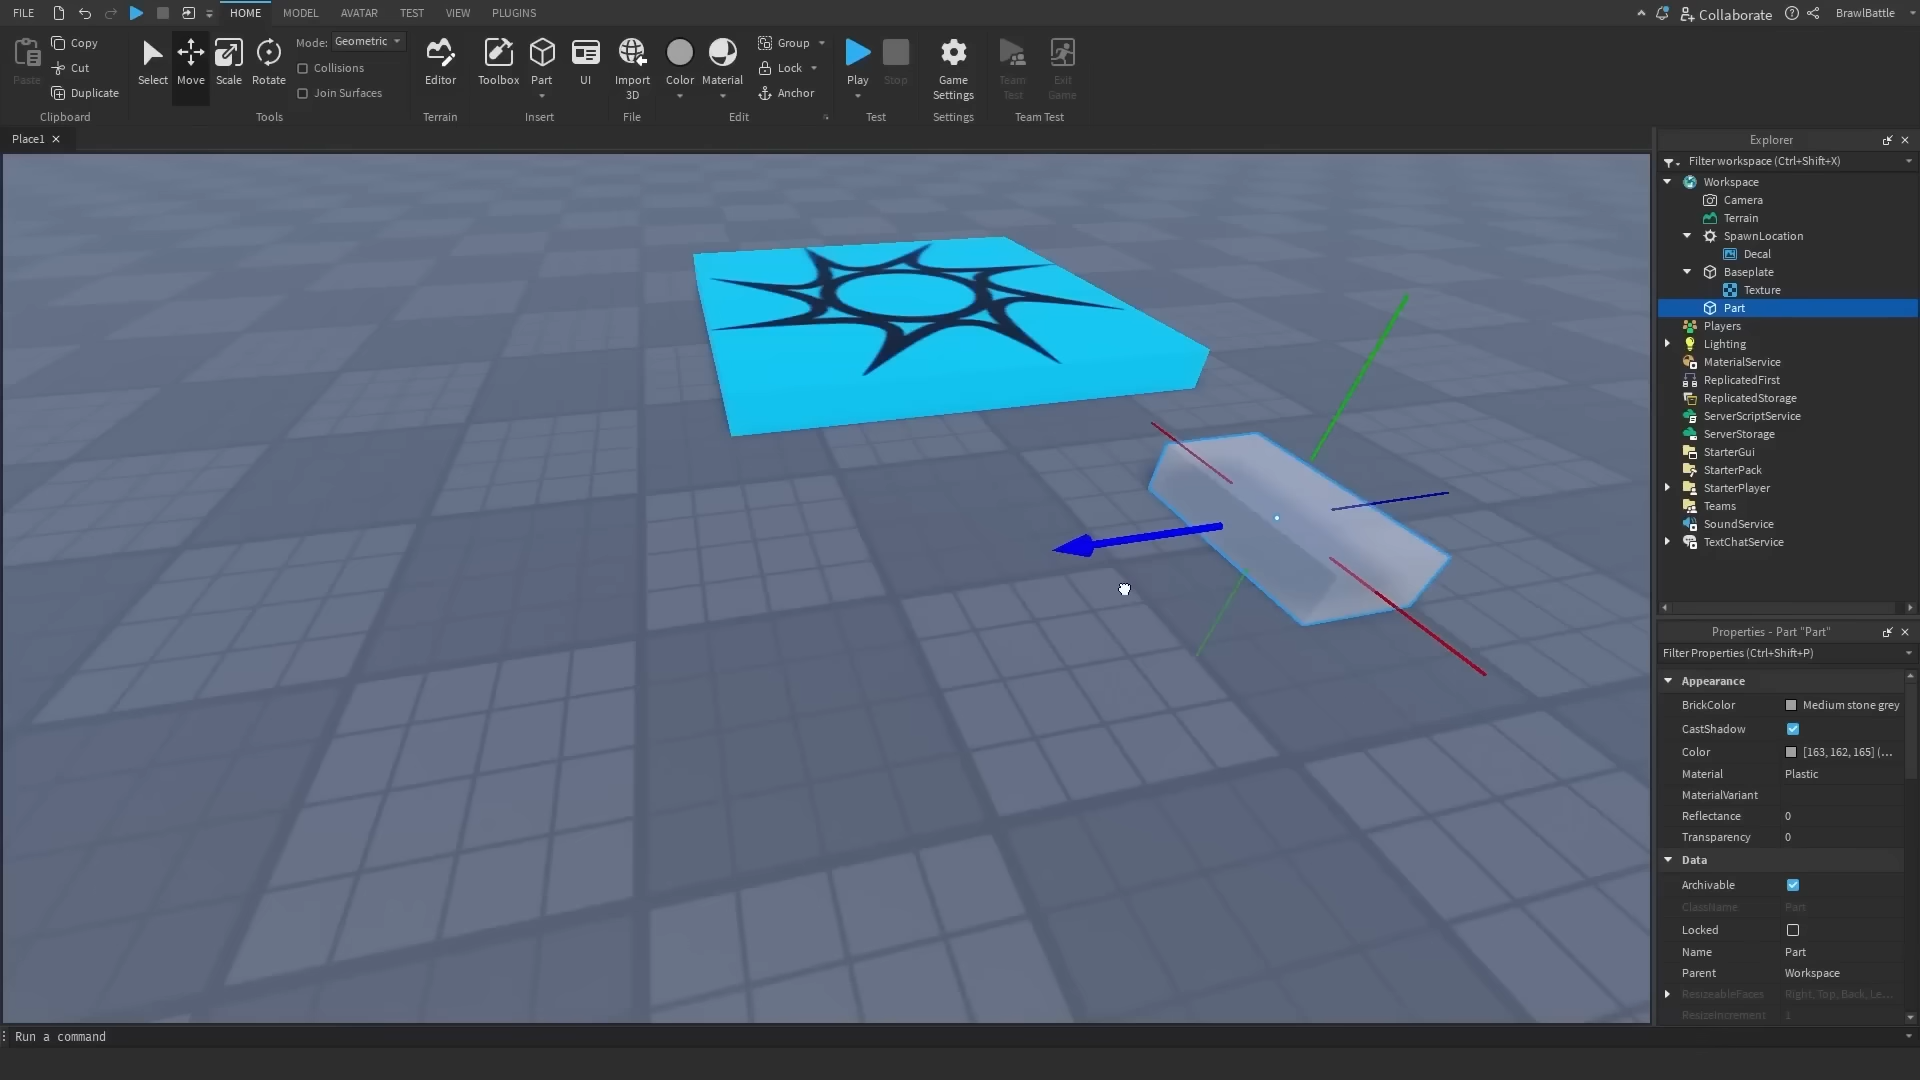 FILE HOME MODEL AVATAR TEST VIEW PLUGINS Collaborate BrawlBattle
Paste Copy Cut Duplicate
Clipboard
Select Move Scale Rotate Mode: Geometric
Collisions
Join Surfaces
Tools
Editor
Terrain
Toolbox Part UI
Insert
Import
3D
File
Color Material Group
Lock
Anchor
Edit
Play Stop
Test
Game
Settings
Settings
Team
Test
Exit
Game
Team Test
Place1
Explorer
Filter workspace (Ctrl+Shift+X)
Workspace
Camera
Terrain
SpawnLocation
Decal
Baseplate
Texture
Part
Players
Lighting
MaterialService
ReplicatedFirst
ReplicatedStorage
ServerScriptService
ServerStorage
StarterGui
StarterPack
StarterPlayer
Teams
SoundService
TextChatService
Properties - Part "Part"
Filter Properties (Ctrl+Shift+P)
Appearance
BrickColor Medium stone grey
CastShadow
Color [163, 162, 165] (...
Material Plastic
MaterialVariant
Reflectance 0
Transparency 0
Data
Archivable
ClassName Part
Locked
Name Part
Parent Workspace
ResizeableFaces Right, Top, Back, Le...
ResizeIncrement 1
Run a command